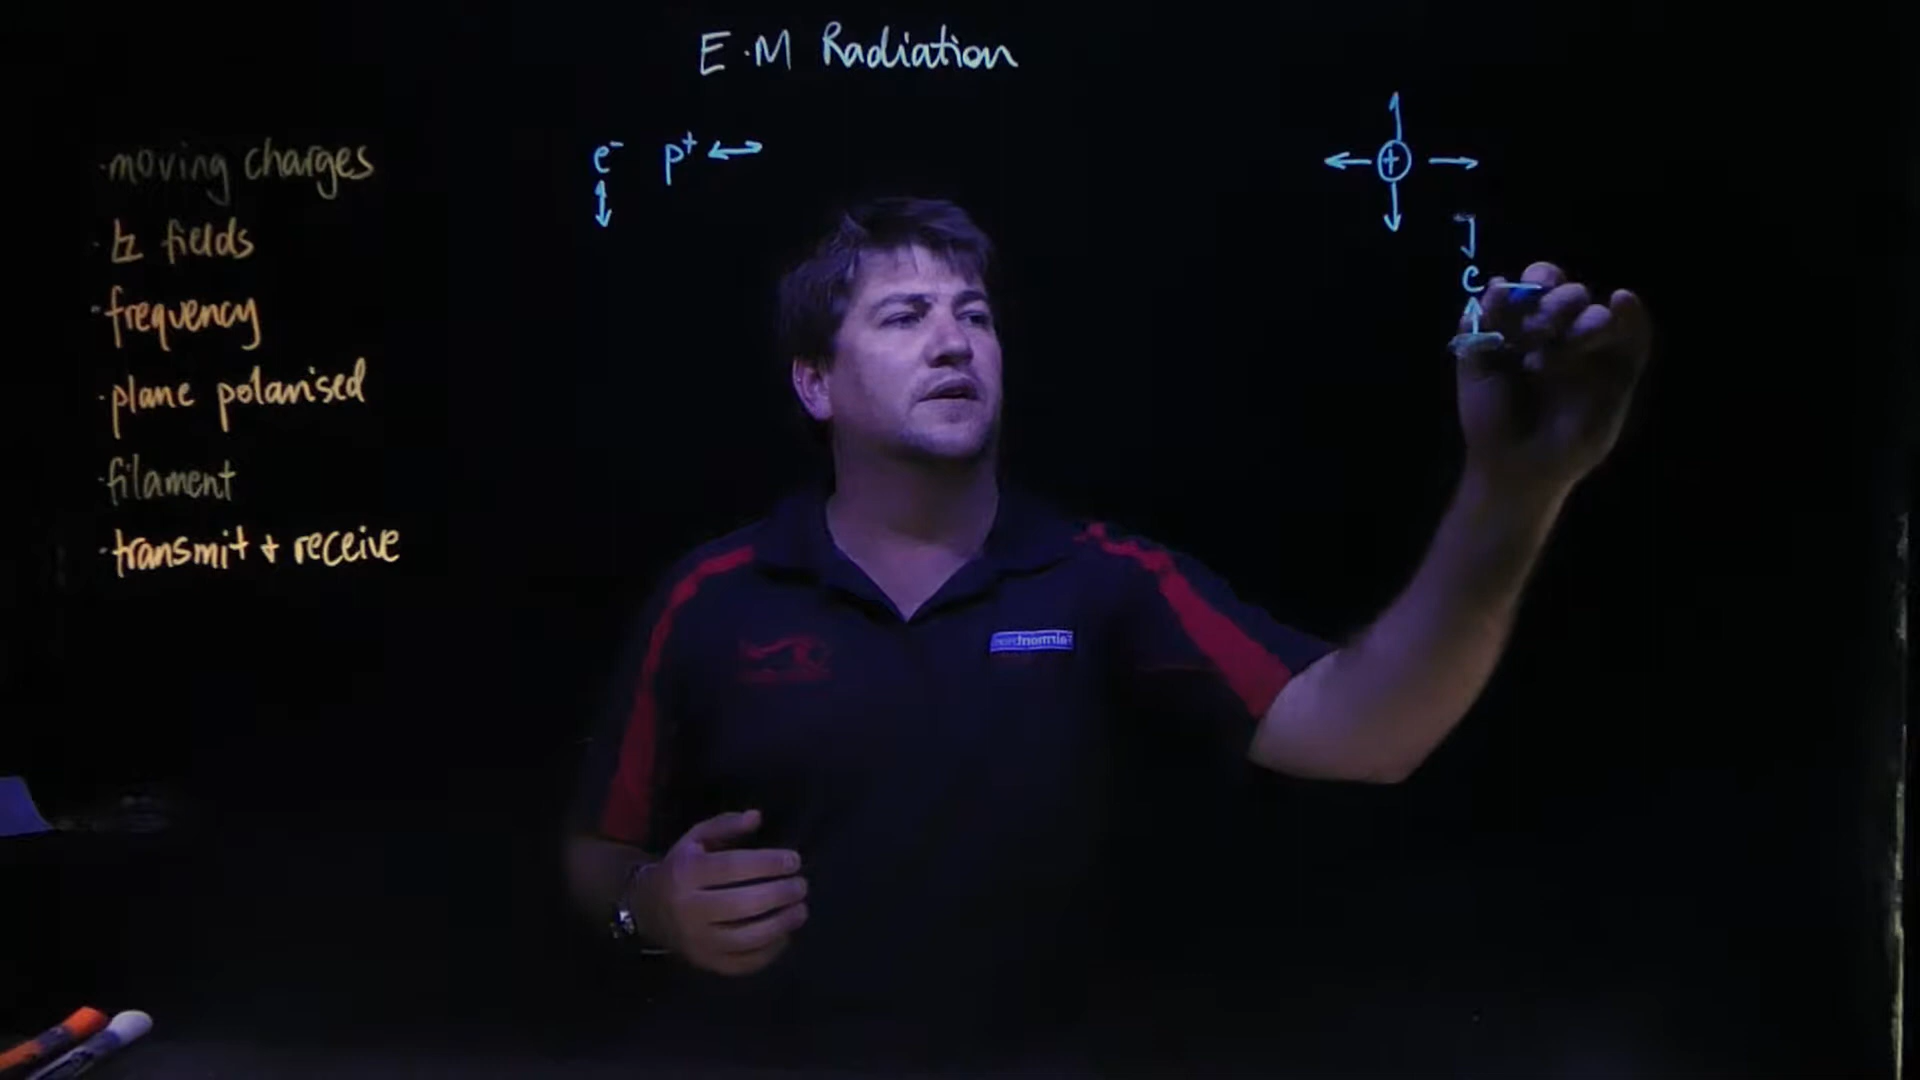 E.M Radiation
e⁻ p⁺
+
e
· moving charges
· fields
· frequency
· plane polarised
· filament
· transmit + receive